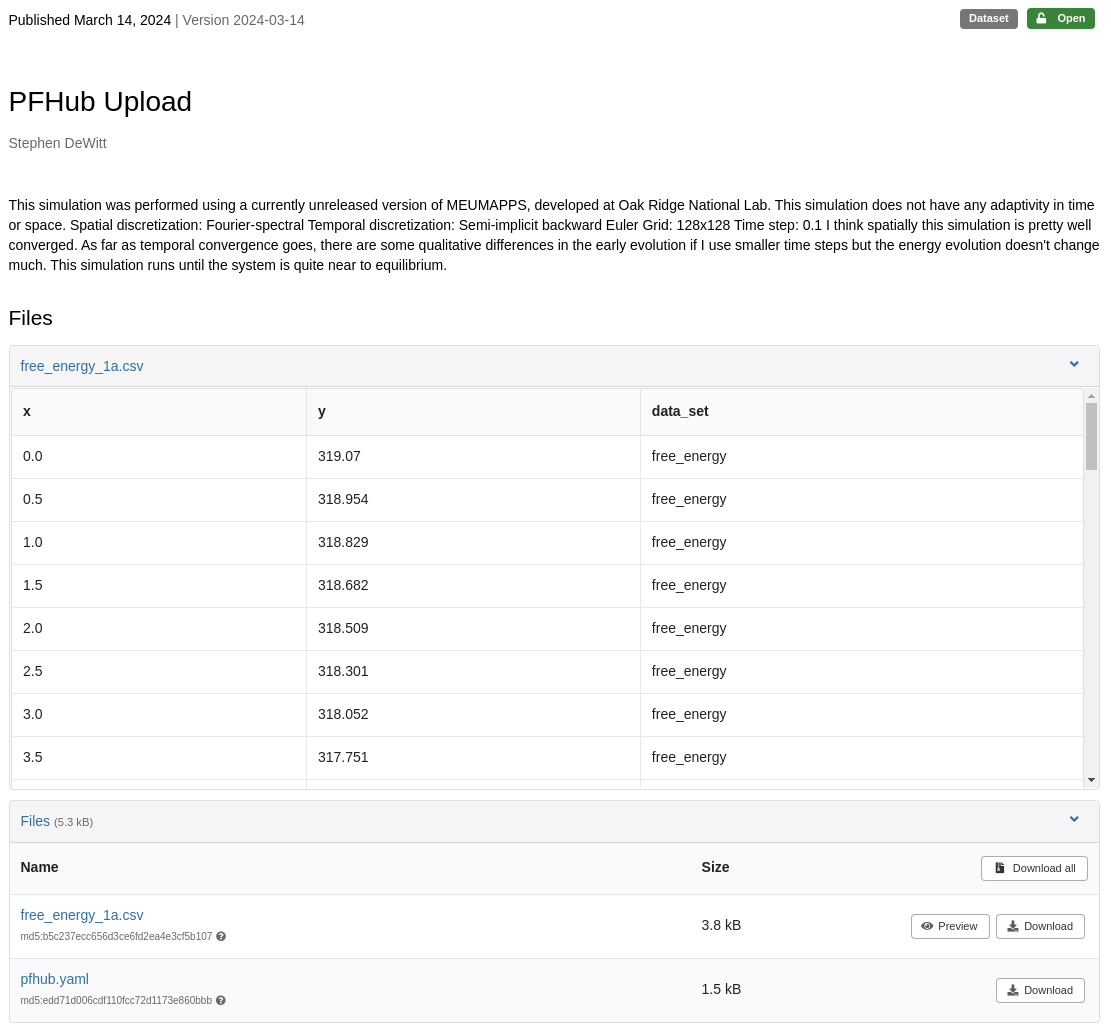 Published March 14, 2024 | Version 2024-03-14
Dataset
Open
PFHub Upload
Stephen DeWitt
This simulation was performed using a currently unreleased version of MEUMAPPS, developed at Oak Ridge National Lab. This simulation does not have any adaptivity in time
or space. Spatial discretization: Fourier-spectral Temporal discretization: Semi-implicit backward Euler Grid: 128x128 Time step: 0.1 I think spatially this simulation is pretty well
converged. As far as temporal convergence goes, there are some qualitative differences in the early evolution if I use smaller time steps but the energy evolution doesn't change
much. This simulation runs until the system is quite near to equilibrium.
Files
free_energy_1a.csv
x y data_set
0.0 319.07 free_energy
0.5 318.954 free_energy
1.0 318.829 free_energy
1.5 318.682 free_energy
2.0 318.509 free_energy
2.5 318.301 free_energy
3.0 318.052 free_energy
3.5 317.751 free_energy
Files (5.3 kB)
Name Size Download all
free_energy_1a.csv
md5:b5c237ecc656d3ce6fd2ea4e3cf5b107
3.8 kB Preview Download
pfhub.yaml
md5:edd71d006cdf110fcc72d1173e860bbb
1.5 kB Download